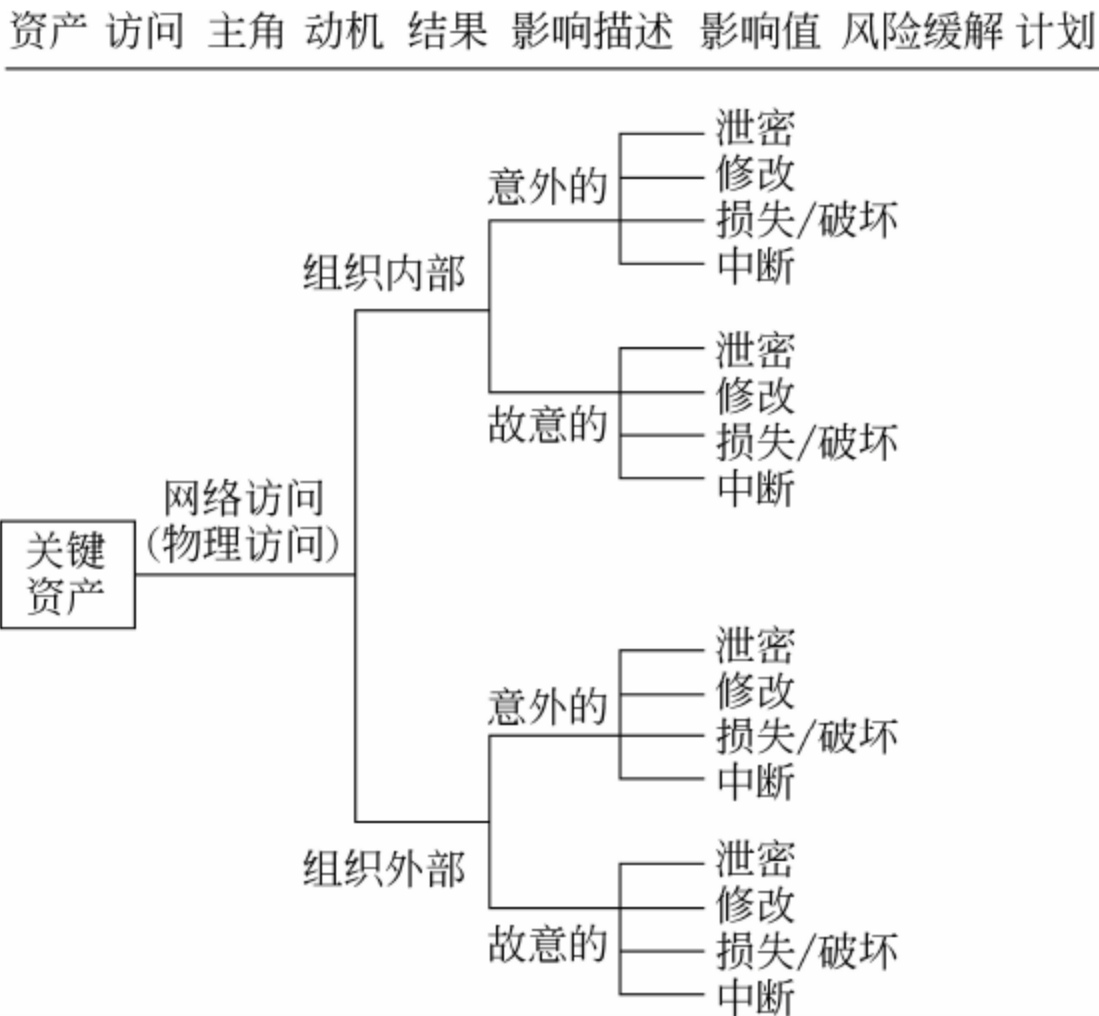 资产 访问 主角 动机 结果 影响描述 影响值 风险缓解 计划
泄密
意外的
修改
损失/破坏
中断
组织内部
泄密
修改
故意的
损失/破坏
中断
网络访问
(物理访问)
关键
资产
泄密
修改
意外的
损失/破坏
中断
组织外部
泄密
修改
故意的
损失/破坏
中断